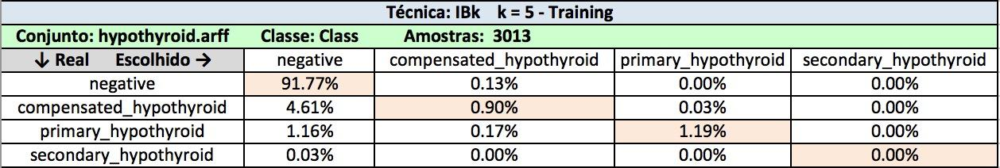 Técnica: IBk k = 5 - Training
Conjunto: hypothyroid.arff Classe: Class Amostras: 3013
↓ Real Escolhido → negative compensated_hypothyroid primary_hypothyroid secondary_hypothyroid
negative 91.77% 0.13% 0.00% 0.00%
compensated_hypothyroid 4.61% 0.90% 0.03% 0.00%
primary_hypothyroid 1.16% 0.17% 1.19% 0.00%
secondary_hypothyroid 0.03% 0.00% 0.00% 0.00%